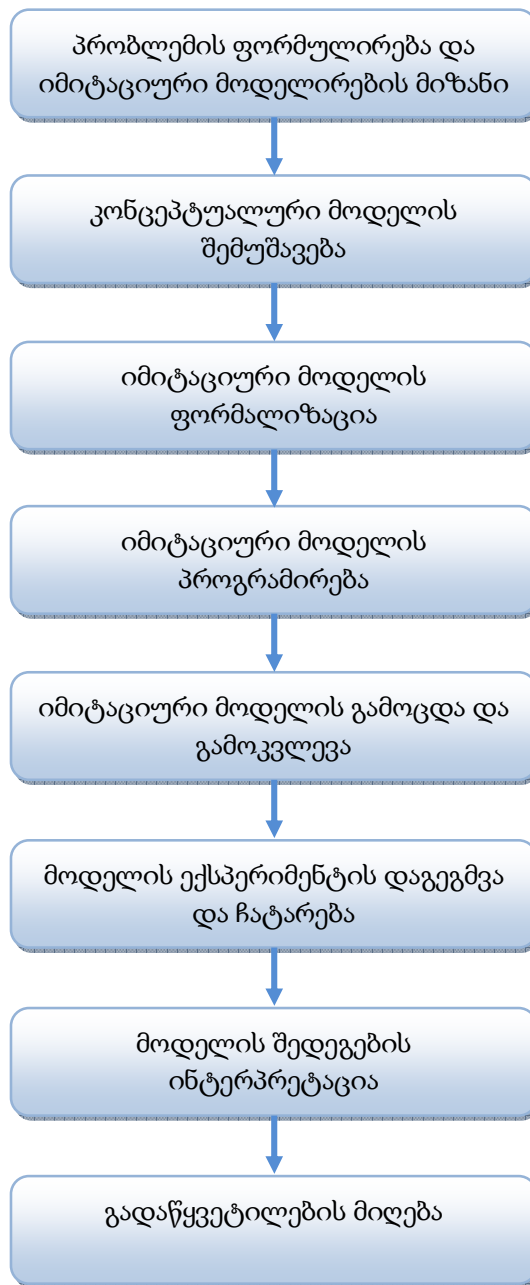 პრობლემის ფორმულირება და
იმიტაციური მოდელირების მიზანი
კონცეპტუალური მოდელის
შემუშავება
იმიტაციური მოდელის
ფორმალიზაცია
იმიტაციური მოდელის
პროგრამირება
იმიტაციური მოდელის გამოცდა და
გამოკვლევა
მოდელის ექსპერიმენტის დაგეგმვა
და ჩატარება
მოდელის შედეგების
ინტერპრეტაცია
გადაწყვეტილების მიღება